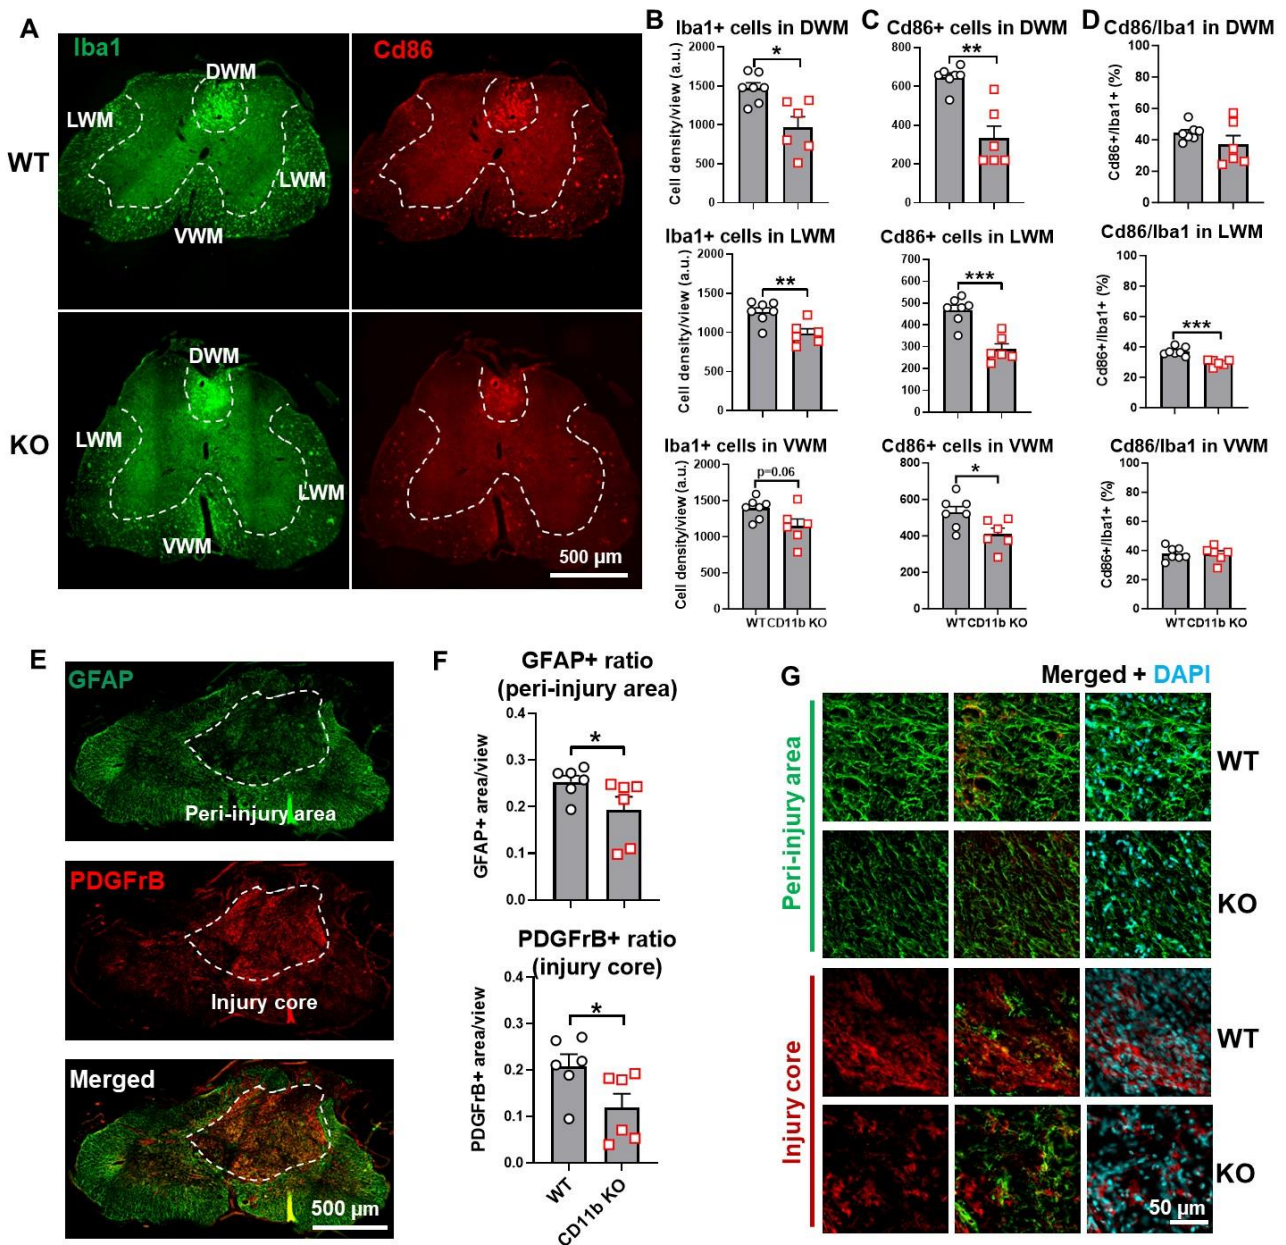 A
Iba1
Cd86
DWM
LWM
LWM
VWM
WT
DWM
LWM
LWM
VWM
KO
500 µm
B
Iba1+ cells in DWM
Cell density/view (a.u.)
2000
1500
1000
500
0
*
Iba1+ cells in LWM
Cell density/view (a.u.)
2000
1500
1000
500
0
**
Iba1+ cells in VWM
Cell density/view (a.u.)
2000
1500
1000
500
0
p=0.06
WT CD11b KO
C
Cd86+ cells in DWM
800
600
400
200
0
**
Cd86+ cells in LWM
700
600
500
400
300
200
100
0
***
Cd86+ cells in VWM
800
600
400
200
0
*
WT CD11b KO
D
Cd86/Iba1 in DWM
Cd86+/Iba1+ (%)
100
80
60
40
20
0
Cd86/Iba1 in LWM
Cd86+/Iba1+ (%)
100
80
60
40
20
0
***
Cd86/Iba1 in VWM
Cd86+/Iba1+ (%)
100
80
60
40
20
0
WT CD11b KO
E
GFAP
Peri-injury area
PDGFrB
Injury core
Merged
500 µm
F
GFAP+ ratio
(peri-injury area)
GFAP+ area/view
0.4
0.3
0.2
0.1
0.0
*
PDGFrB+ ratio
(injury core)
PDGFrB+ area/view
0.4
0.3
0.2
0.1
0.0
*
WT
CD11b KO
G
Merged + DAPI
Peri-injury area
WT
KO
Injury core
WT
KO
50 µm